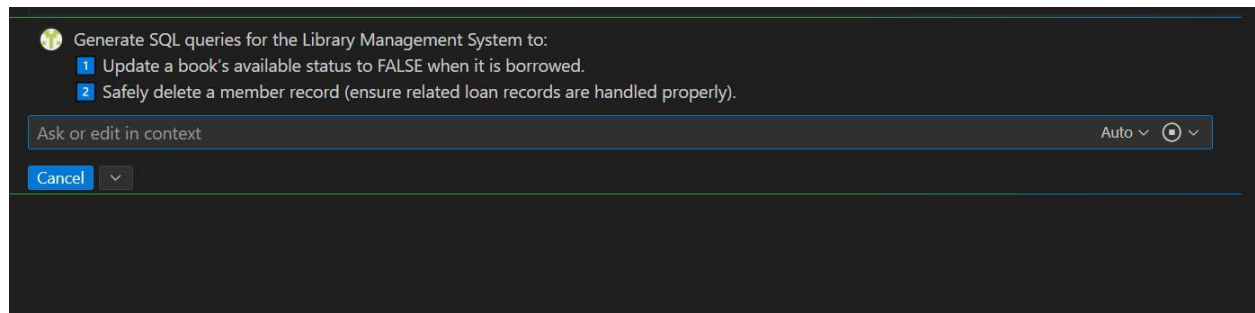 Generate SQL queries for the Library Management System to:
1 Update a book’s available status to FALSE when it is borrowed.
2 Safely delete a member record (ensure related loan records are handled properly).
Ask or edit in context Auto
Cancel